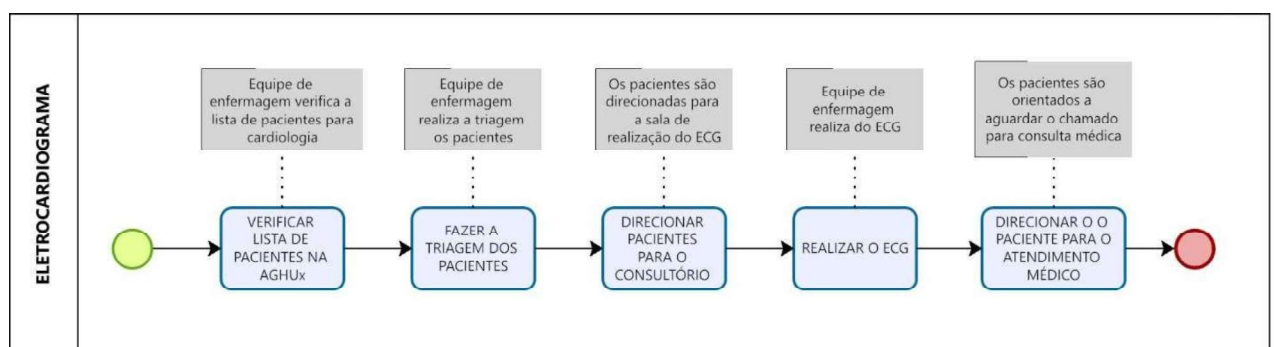 ELETROCARDIOGRAMA
Equipe de
enfermagem verifica a
lista de pacientes para
cardiologia
Equipe de
enfermagem
realiza a triagem
os pacientes
Os pacientes são
direcionadas para
a sala de
realização do ECG
Equipe de
enfermagem
realiza do ECG
Os pacientes são
orientados a
aguardar o chamado
para consulta médica
VERIFICAR
LISTA DE
PACIENTES NA
AGHUx
FAZER A
TRIAGEM DOS
PACIENTES
DIRECIONAR
PACIENTES
PARA O
CONSULTÓRIO
REALIZAR O ECG
DIRECIONAR O O
PACIENTE PARA O
ATENDIMENTO
MÉDICO